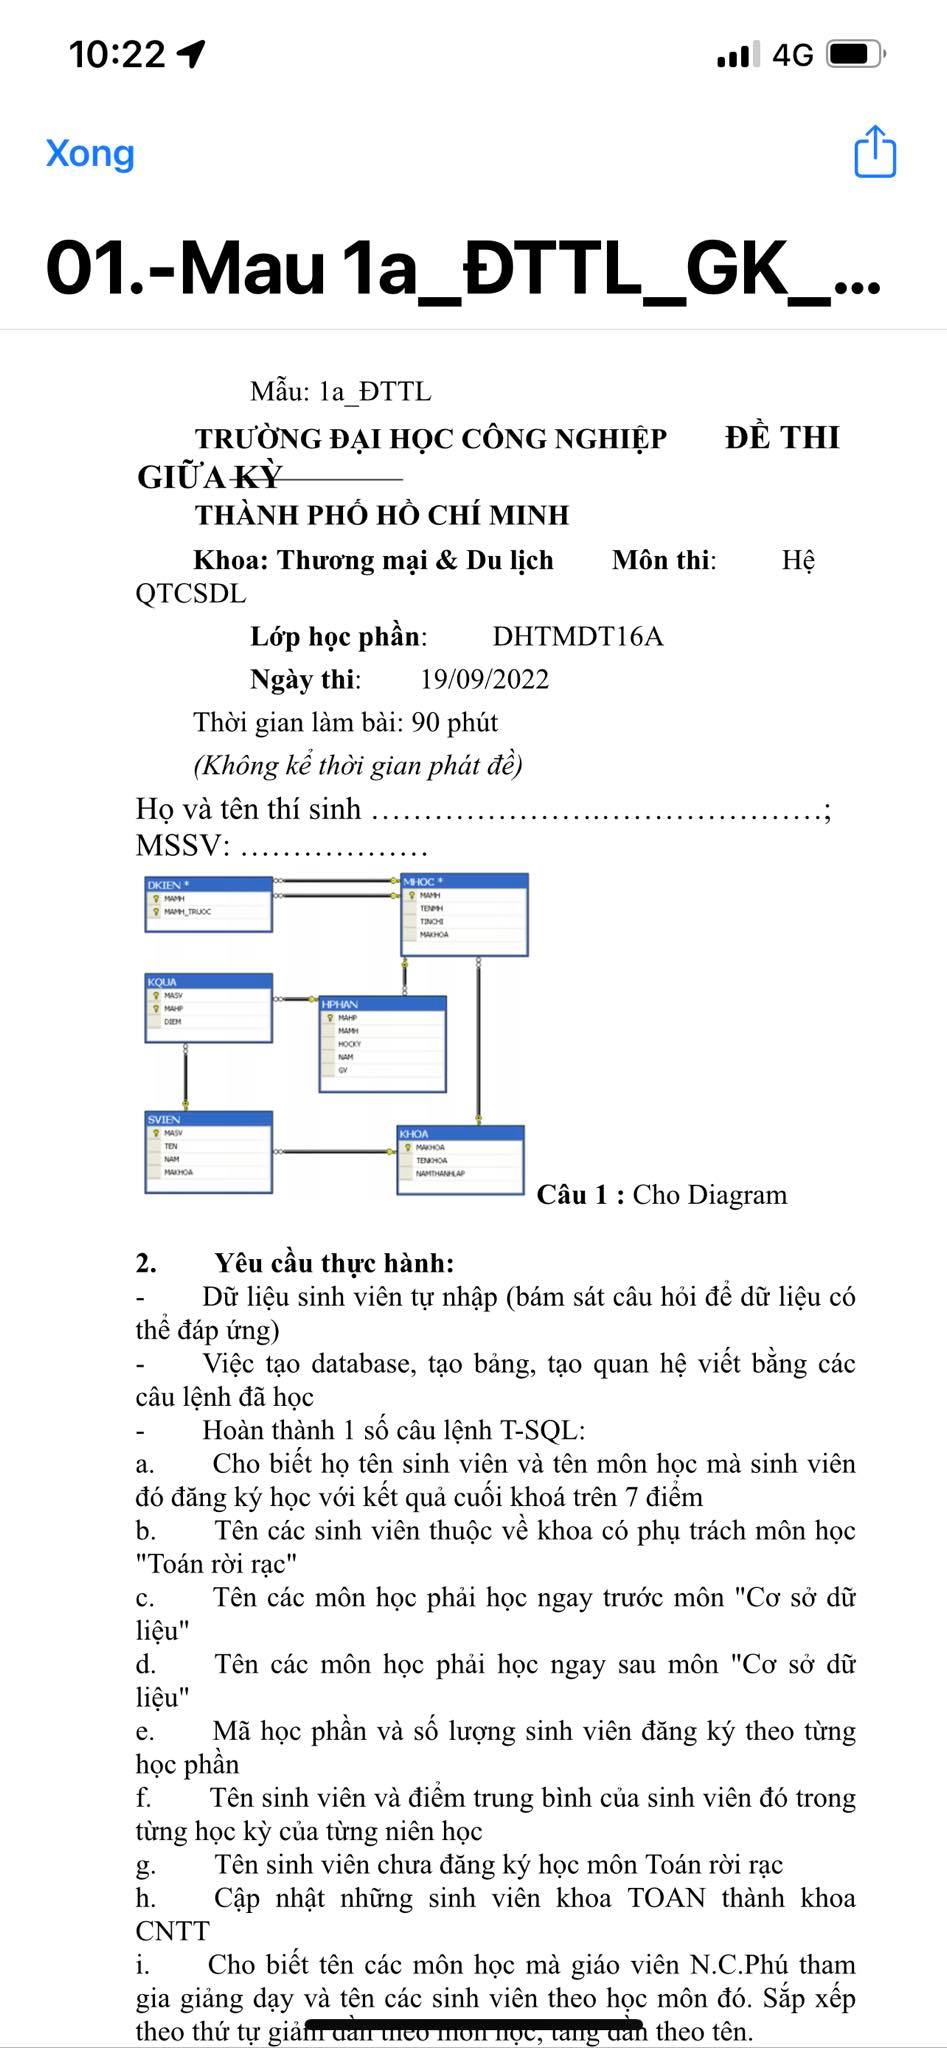 10:22
4G
Xong
01.-Mau 1a_ĐTTL_GK_...
Mẫu: 1a_ĐTTL
TRƯỜNG ĐẠI HỌC CÔNG NGHIỆP ĐỀ THI
GIỮA KỲ
THÀNH PHỐ HỒ CHÍ MINH
Khoa: Thương mại & Du lịch Môn thi: Hệ
QTCSDL
Lớp học phần: DHTMDT16A
Ngày thi: 19/09/2022
Thời gian làm bài: 90 phút
(Không kể thời gian phát đề)
Họ và tên thí sinh ……………………………………………;
MSSV: ………………
DKIEN *
MAMH
MAMH_TRUOC
MHOC *
MAMH
TENMH
TINCHI
MAKHOA
KQUA
MASV
MAHP
DIEM
HPHAN
MAHP
MAMH
HOCKY
NAM
GV
SVIEN
MASV
TEN
NAM
MAKHOA
KHOA
MAKHOA
TENKHOA
NAMTHANHLAP
Câu 1 : Cho Diagram
2. Yêu cầu thực hành:
- Dữ liệu sinh viên tự nhập (bám sát câu hỏi để dữ liệu có
thể đáp ứng)
- Việc tạo database, tạo bảng, tạo quan hệ viết bằng các
câu lệnh đã học
- Hoàn thành 1 số câu lệnh T-SQL:
a. Cho biết họ tên sinh viên và tên môn học mà sinh viên
đó đăng ký học với kết quả cuối khoá trên 7 điểm
b. Tên các sinh viên thuộc về khoa có phụ trách môn học
"Toán rời rạc"
c. Tên các môn học phải học ngay trước môn "Cơ sở dữ
liệu"
d. Tên các môn học phải học ngay sau môn "Cơ sở dữ
liệu"
e. Mã học phần và số lượng sinh viên đăng ký theo từng
học phần
f. Tên sinh viên và điểm trung bình của sinh viên đó trong
từng học kỳ của từng niên học
g. Tên sinh viên chưa đăng ký học môn Toán rời rạc
h. Cập nhật những sinh viên khoa TOAN thành khoa
CNTT
i. Cho biết tên các môn học mà giáo viên N.C.Phú tham
gia giảng dạy và tên các sinh viên theo học môn đó. Sắp xếp
theo thứ tự giảm dần theo môn học, tăng dần theo tên.